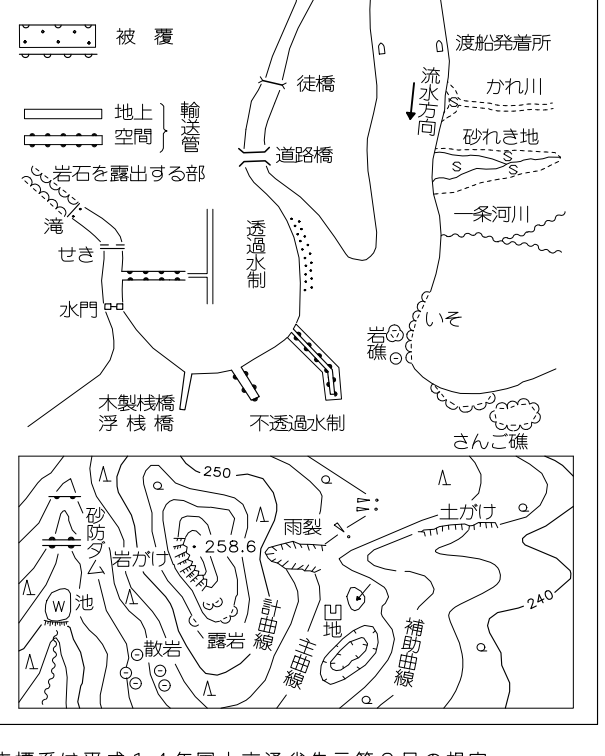 被覆
渡船発着所
徒橋
流水方向
かれ川
地上
空間
輸送管
道路橋
砂れき地
S
S
S
岩石を露出する部
滝
透過水制
一条河川
せき
水門
いそ
岩礁
木製桟橋
浮桟橋
不透過水制
さんご礁
250
砂防ダム
雨裂
土がけ
岩がけ
258.6
W
池
計曲線
凹地
240
散岩
露岩
主曲線
補助曲線